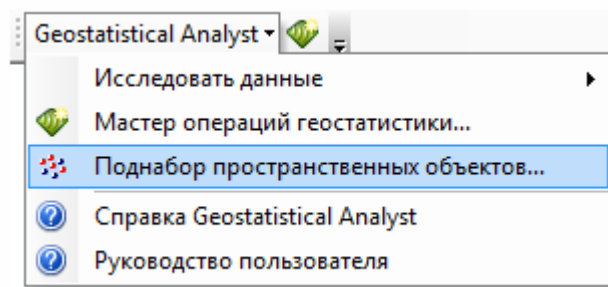 Geostatistical Analyst
Исследовать данные
Мастер операций геостатистики...
Поднабор пространственных объектов...
Справка Geostatistical Analyst
Руководство пользователя